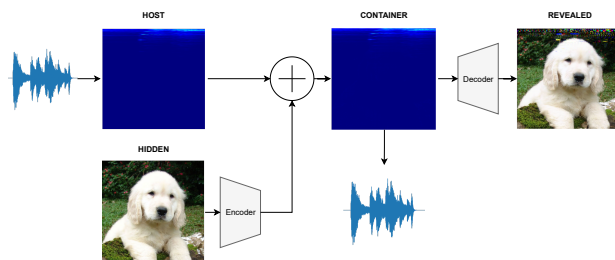 HOST
CONTAINER
REVEALED
Decoder
HIDDEN
Encoder